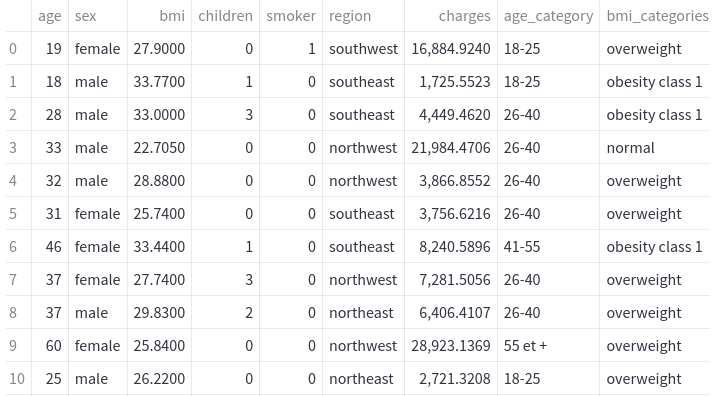 age sex bmi children smoker region charges age_category bmi_categories
0 19 female 27.9000 0 1 southwest 16,884.9240 18-25 overweight
1 18 male 33.7700 1 0 southeast 1,725.5523 18-25 obesity class 1
2 28 male 33.0000 3 0 southeast 4,449.4620 26-40 obesity class 1
3 33 male 22.7050 0 0 northwest 21,984.4706 26-40 normal
4 32 male 28.8800 0 0 northwest 3,866.8552 26-40 overweight
5 31 female 25.7400 0 0 southeast 3,756.6216 26-40 overweight
6 46 female 33.4400 1 0 southeast 8,240.5896 41-55 obesity class 1
7 37 female 27.7400 3 0 northwest 7,281.5056 26-40 overweight
8 37 male 29.8300 2 0 northeast 6,406.4107 26-40 overweight
9 60 female 25.8400 0 0 northwest 28,923.1369 55 et + overweight
10 25 male 26.2200 0 0 northeast 2,721.3208 18-25 overweight